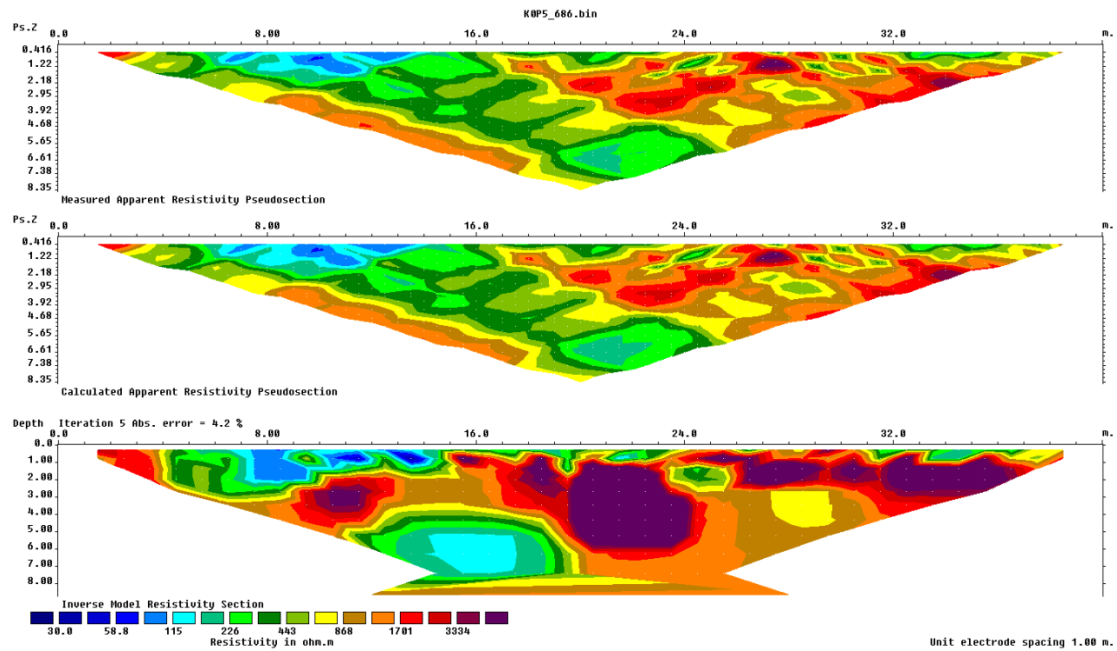 K0P5_686.bin
Ps.Z 0.0 8.00 16.0 24.0 32.0 m.
0.416
1.22
2.18
2.95
3.92
4.68
5.65
6.61
7.38
8.35
Measured Apparent Resistivity Pseudosection
Ps.Z 0.0 8.00 16.0 24.0 32.0 m.
0.416
1.22
2.18
2.95
3.92
4.68
5.65
6.61
7.38
8.35
Calculated Apparent Resistivity Pseudosection
Depth Iteration 5 Abs. error = 4.2 %
0.0 8.00 16.0 24.0 32.0 m.
0.0
1.00
2.00
3.00
4.00
5.00
6.00
7.00
8.00
Inverse Model Resistivity Section
30.0 58.8 115 226 443 868 1701 3334
Resistivity in ohm.m
Unit electrode spacing 1.00 m.